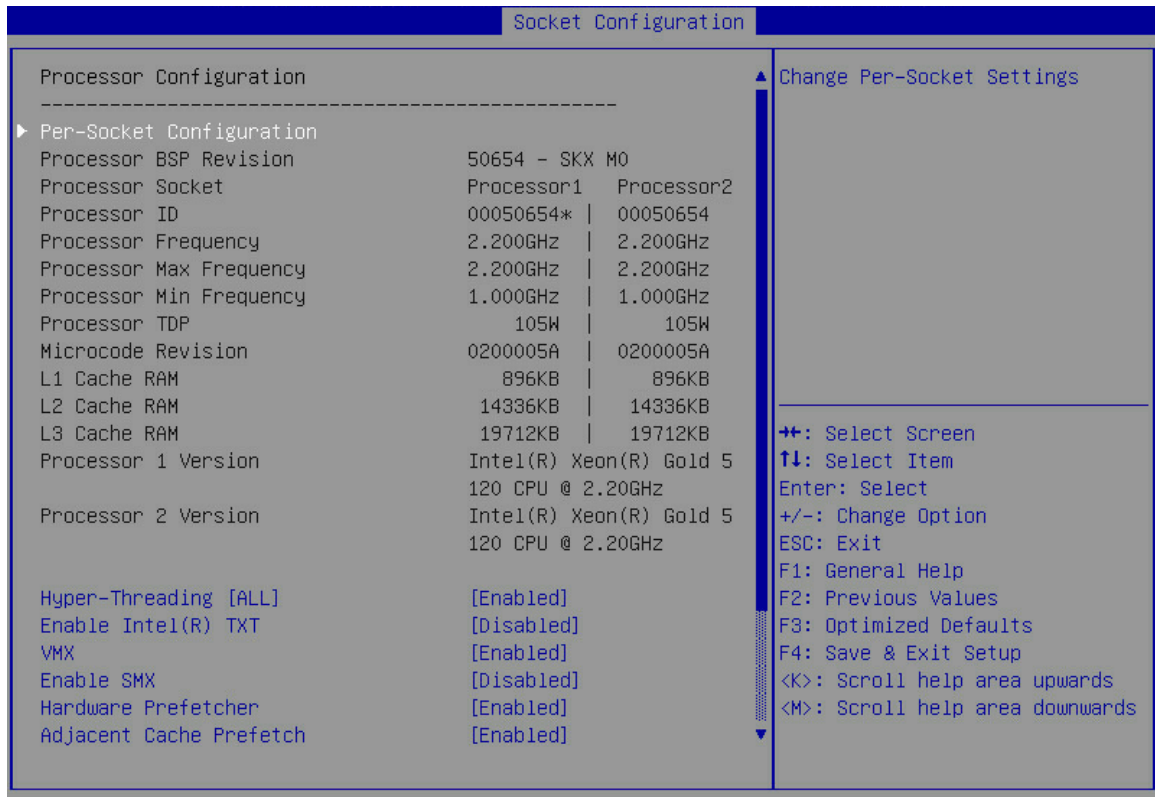 Socket Configuration
Processor Configuration
----------------------------------------------------
Per-Socket Configuration
Processor BSP Revision 50654 - SKX M0
Processor Socket Processor1 Processor2
Processor ID 00050654* | 00050654
Processor Frequency 2.200GHz | 2.200GHz
Processor Max Frequency 2.200GHz | 2.200GHz
Processor Min Frequency 1.000GHz | 1.000GHz
Processor TDP 105W | 105W
Microcode Revision 0200005A | 0200005A
L1 Cache RAM 896KB | 896KB
L2 Cache RAM 14336KB | 14336KB
L3 Cache RAM 19712KB | 19712KB
Processor 1 Version Intel(R) Xeon(R) Gold 5
120 CPU @ 2.20GHz
Processor 2 Version Intel(R) Xeon(R) Gold 5
120 CPU @ 2.20GHz
Hyper-Threading [ALL] [Enabled]
Enable Intel(R) TXT [Disabled]
VMX [Enabled]
Enable SMX [Disabled]
Hardware Prefetcher [Enabled]
Adjacent Cache Prefetch [Enabled]
Change Per-Socket Settings
→←: Select Screen
↑↓: Select Item
Enter: Select
+/-: Change Option
ESC: Exit
F1: General Help
F2: Previous Values
F3: Optimized Defaults
F4: Save & Exit Setup
<K>: Scroll help area upwards
<M>: Scroll help area downwards